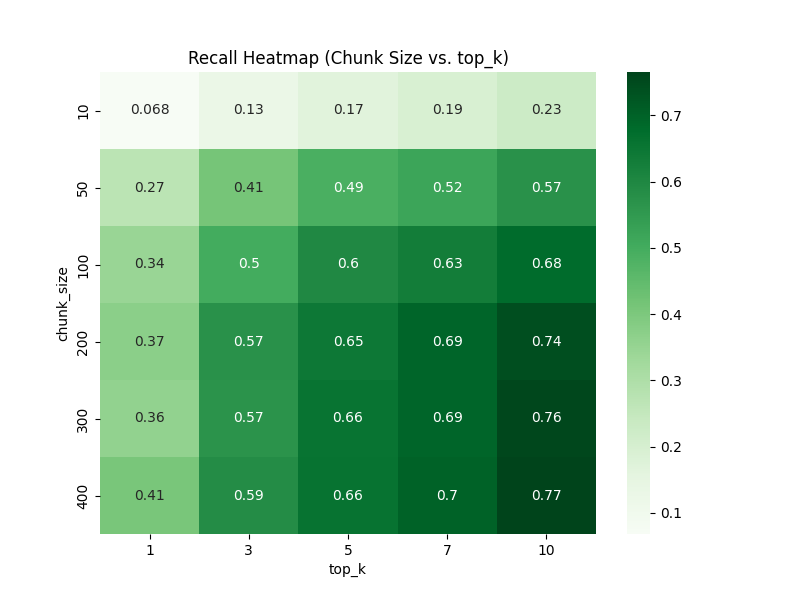 Recall Heatmap (Chunk Size vs. top_k)
chunk_size
10 0.068 0.13 0.17 0.19 0.23
50 0.27 0.41 0.49 0.52 0.57
100 0.34 0.5 0.6 0.63 0.68
200 0.37 0.57 0.65 0.69 0.74
300 0.36 0.57 0.66 0.69 0.76
400 0.41 0.59 0.66 0.7 0.77
1 3 5 7 10
top_k
0.7
0.6
0.5
0.4
0.3
0.2
0.1